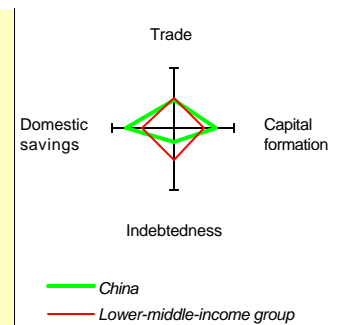 Trade
Domestic
savings
Capital
formation
Indebtedness
China
Lower-middle-income group